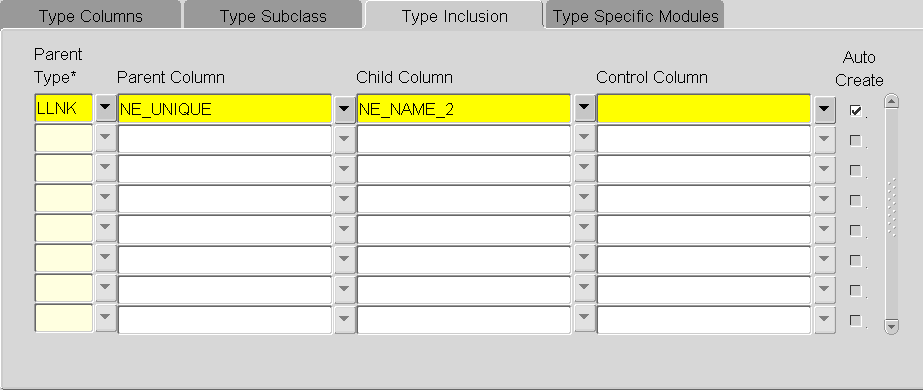 Type Columns Type Subclass Type Inclusion Type Specific Modules
Parent
Type* Parent Column Child Column Control Column Auto
Create
LLNK NE_UNIQUE NE_NAME_2